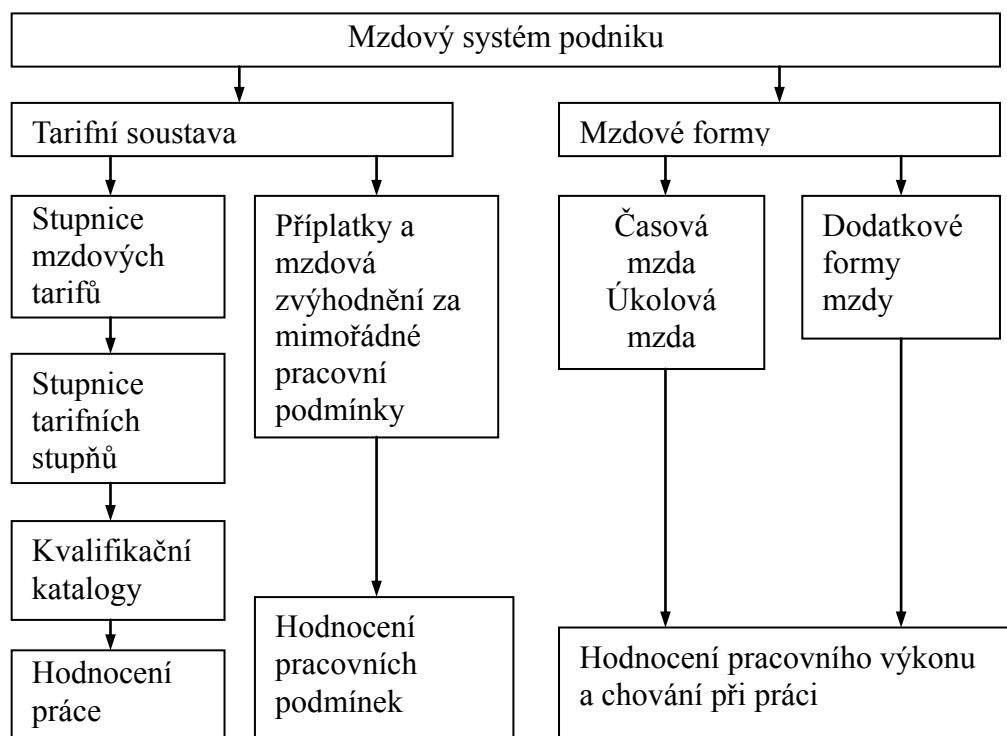 Mzdový systém podniku
Tarifní soustava
Mzdové formy
Stupnice
mzdových
tarifů
Příplatky a
mzdová
zvýhodnění za
mimořádné
pracovní
podmínky
Časová
mzda
Úkolová
mzda
Dodatkové
formy
mzdy
Stupnice
tarifních
stupňů
Kvalifikační
katalogy
Hodnocení
práce
Hodnocení
pracovních
podmínek
Hodnocení pracovního výkonu
a chování při práci